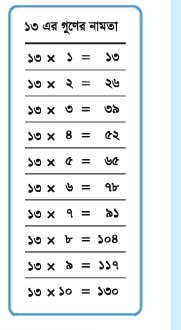 ১৩ এর গুণের নামতা
১৩ × ১ = ১৩
১৩ × ২ = ২৬
১৩ × ৩ = ৩৯
১৩ × ৪ = ৫২
১৩ × ৫ = ৬৫
১৩ × ৬ = ৭৮
১৩ × ৭ = ৯১
১৩ × ৮ = ১০৪
১৩ × ৯ = ১১৭
১৩ × ১০ = ১৩০